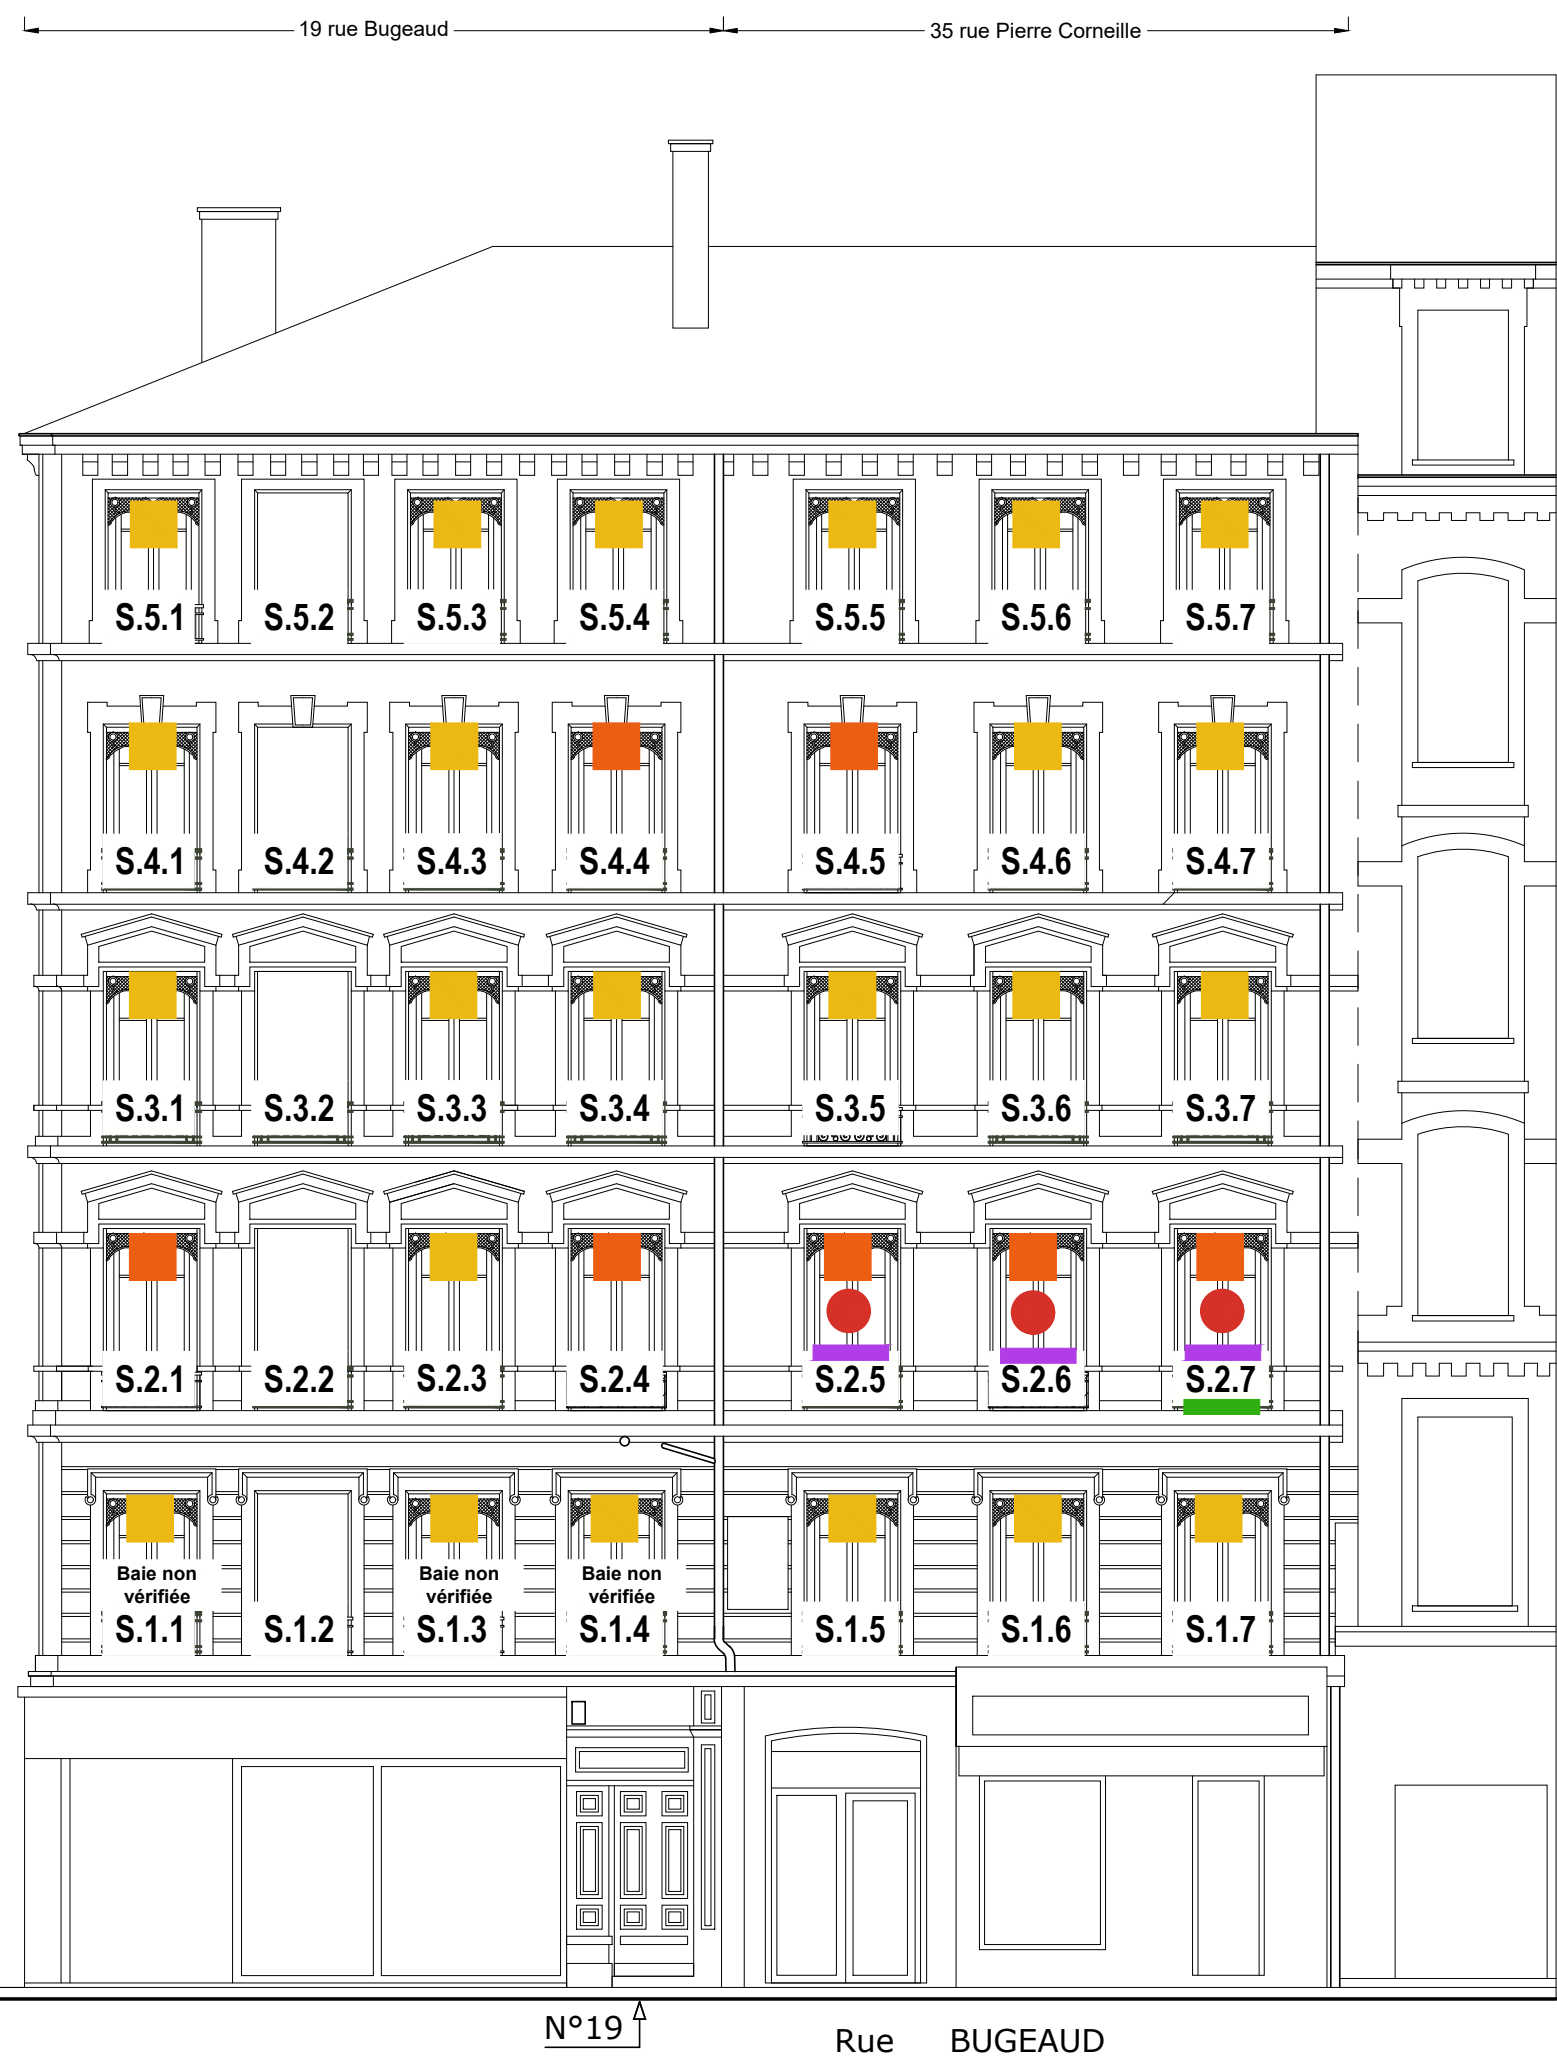 19 rue Bugeaud
35 rue Pierre Corneille
S.5.1 S.5.2 S.5.3 S.5.4 S.5.5 S.5.6 S.5.7
S.4.1 S.4.2 S.4.3 S.4.4 S.4.5 S.4.6 S.4.7
S.3.1 S.3.2 S.3.3 S.3.4 S.3.5 S.3.6 S.3.7
S.2.1 S.2.2 S.2.3 S.2.4 S.2.5 S.2.6 S.2.7
Baie non Baie non Baie non
vérifiée vérifiée vérifiée
S.1.1 S.1.2 S.1.3 S.1.4 S.1.5 S.1.6 S.1.7
N°19
Rue BUGEAUD